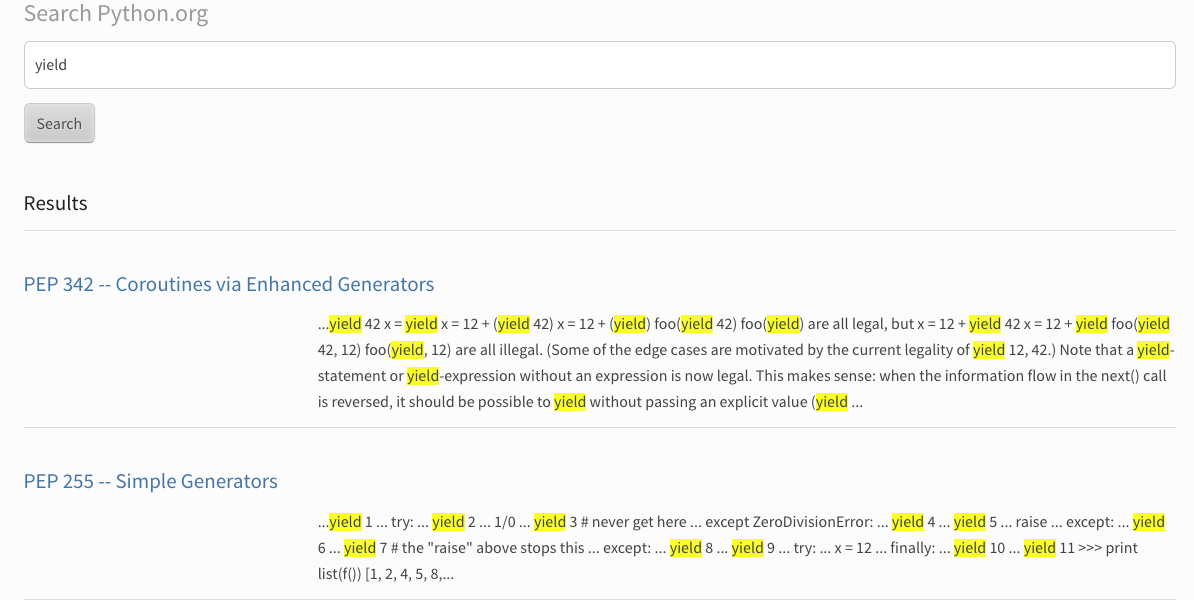 Search Python.org
yield
Search
Results
PEP 342 -- Coroutines via Enhanced Generators
...yield 42 x = yield x = 12 + (yield 42) x = 12 + (yield) foo(yield 42) foo(yield) are all legal, but x = 12 + yield 42 x = 12 + yield foo(yield
42, 12) foo(yield, 12) are all illegal. (Some of the edge cases are motivated by the current legality of yield 12, 42.) Note that a yield-
statement or yield-expression without an expression is now legal. This makes sense: when the information flow in the next() call
is reversed, it should be possible to yield without passing an explicit value (yield ...
PEP 255 -- Simple Generators
...yield 1 ... try: ... yield 2 ... 1/0 ... yield 3 # never get here ... except ZeroDivisionError: ... yield 4 ... yield 5 ... raise ... except: ... yield
6 ... yield 7 # the "raise" above stops this ... except: ... yield 8 ... yield 9 ... try: ... x = 12 ... finally: ... yield 10 ... yield 11 >>> print
list(f()) [1, 2, 4, 5, 8,...